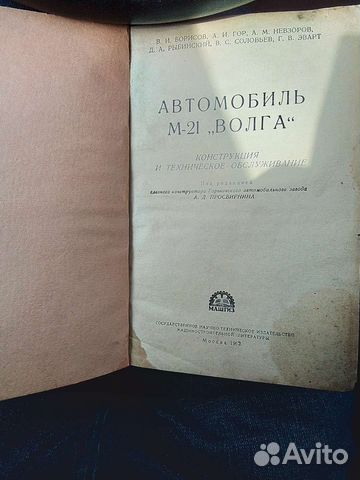 В. И. БОРИСОВ, А. И. ГОР, А. М. НЕВЗОРОВ,
Д. А. РЫБИНСКИЙ, В. С. СОЛОВЬЕВ, Г. В. ЭВАРТ
АВТОМОБИЛЬ
М-21 „ВОЛГА“
КОНСТРУКЦИЯ
И ТЕХНИЧЕСКОЕ ОБСЛУЖИВАНИЕ
Под редакцией
главного конструктора Горьковского автомобильного завода
А. Д. ПРОСВИРНИНА
МАШГИЗ
ГОСУДАРСТВЕННОЕ НАУЧНО-ТЕХНИЧЕСКОЕ ИЗДАТЕЛЬСТВО
МАШИНОСТРОИТЕЛЬНОЙ ЛИТЕРАТУРЫ
Москва
Avito